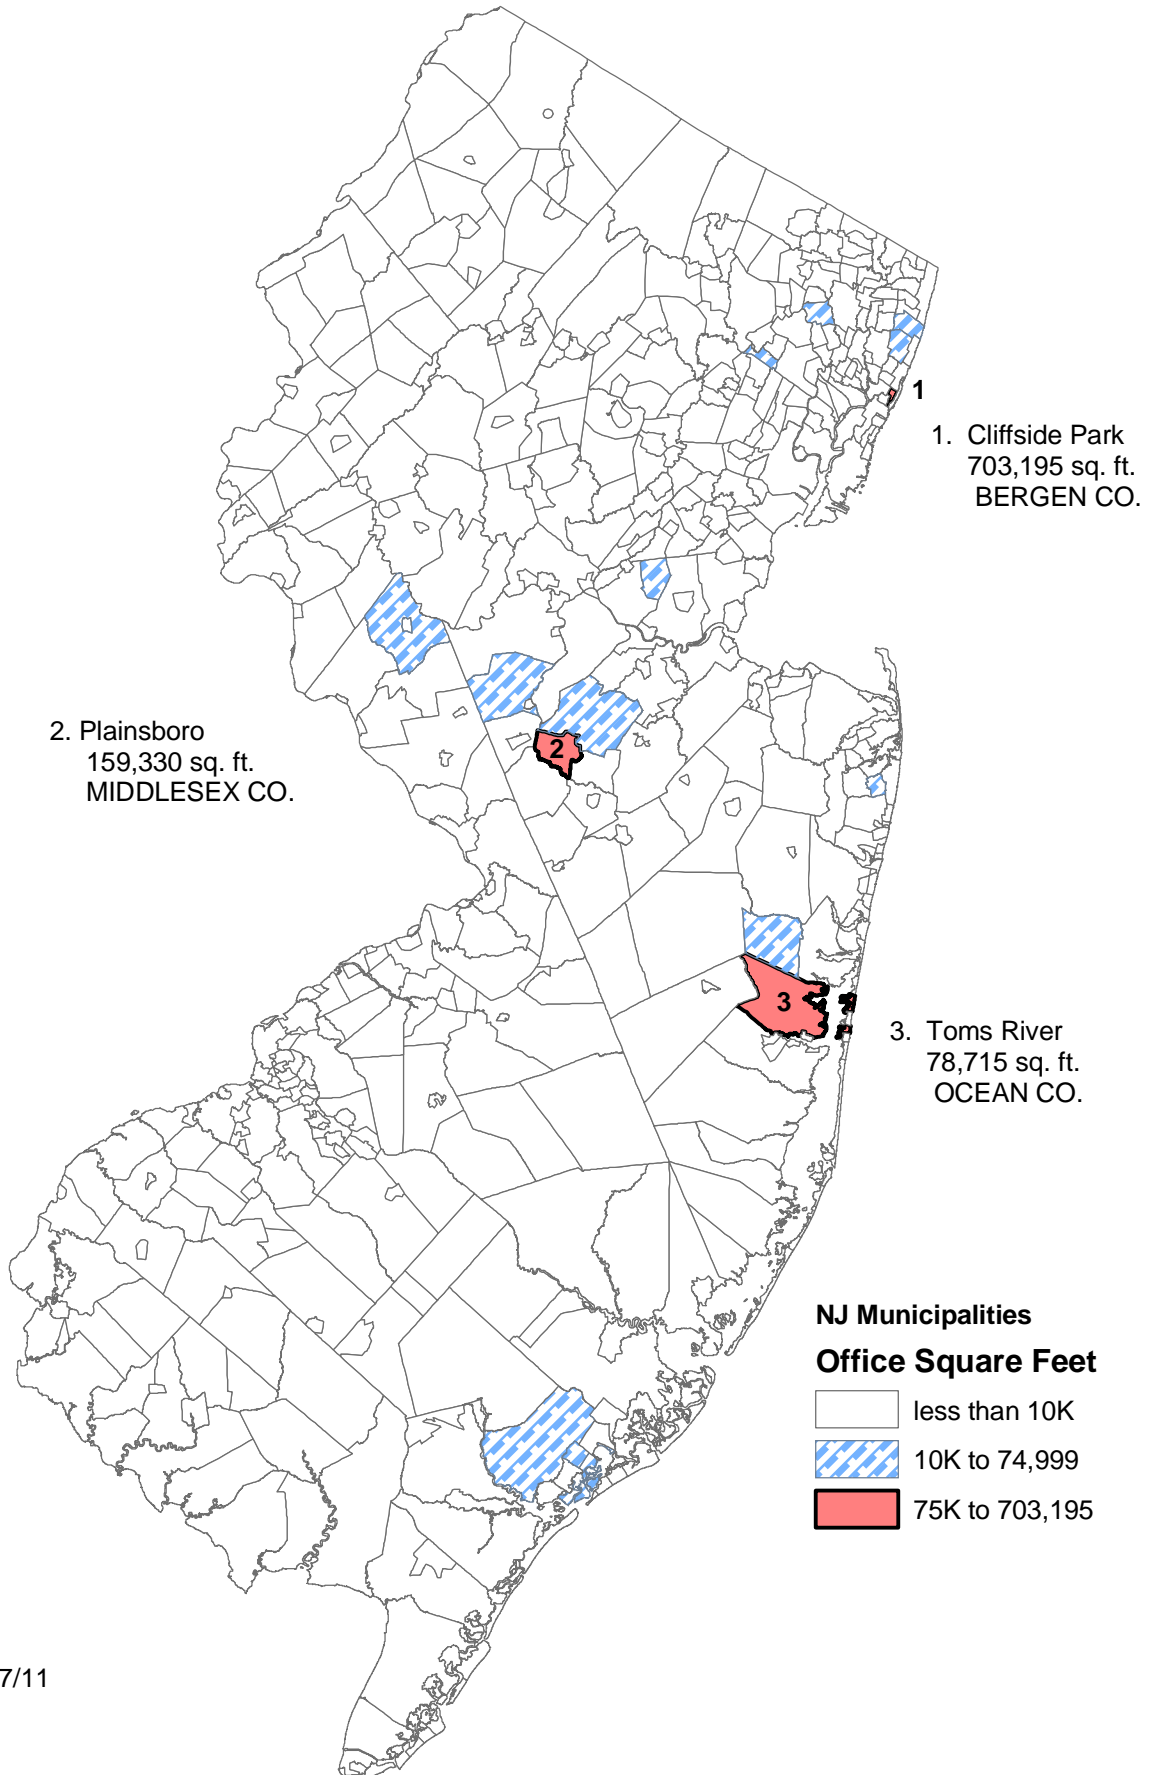 1
1. Cliffside Park
703,195 sq. ft.
BERGEN CO.
2. Plainsboro
159,330 sq. ft.
MIDDLESEX CO.
2
3
3. Toms River
78,715 sq. ft.
OCEAN CO.
NJ Municipalities
Office Square Feet
less than 10K
10K to 74,999
75K to 703,195
7/11